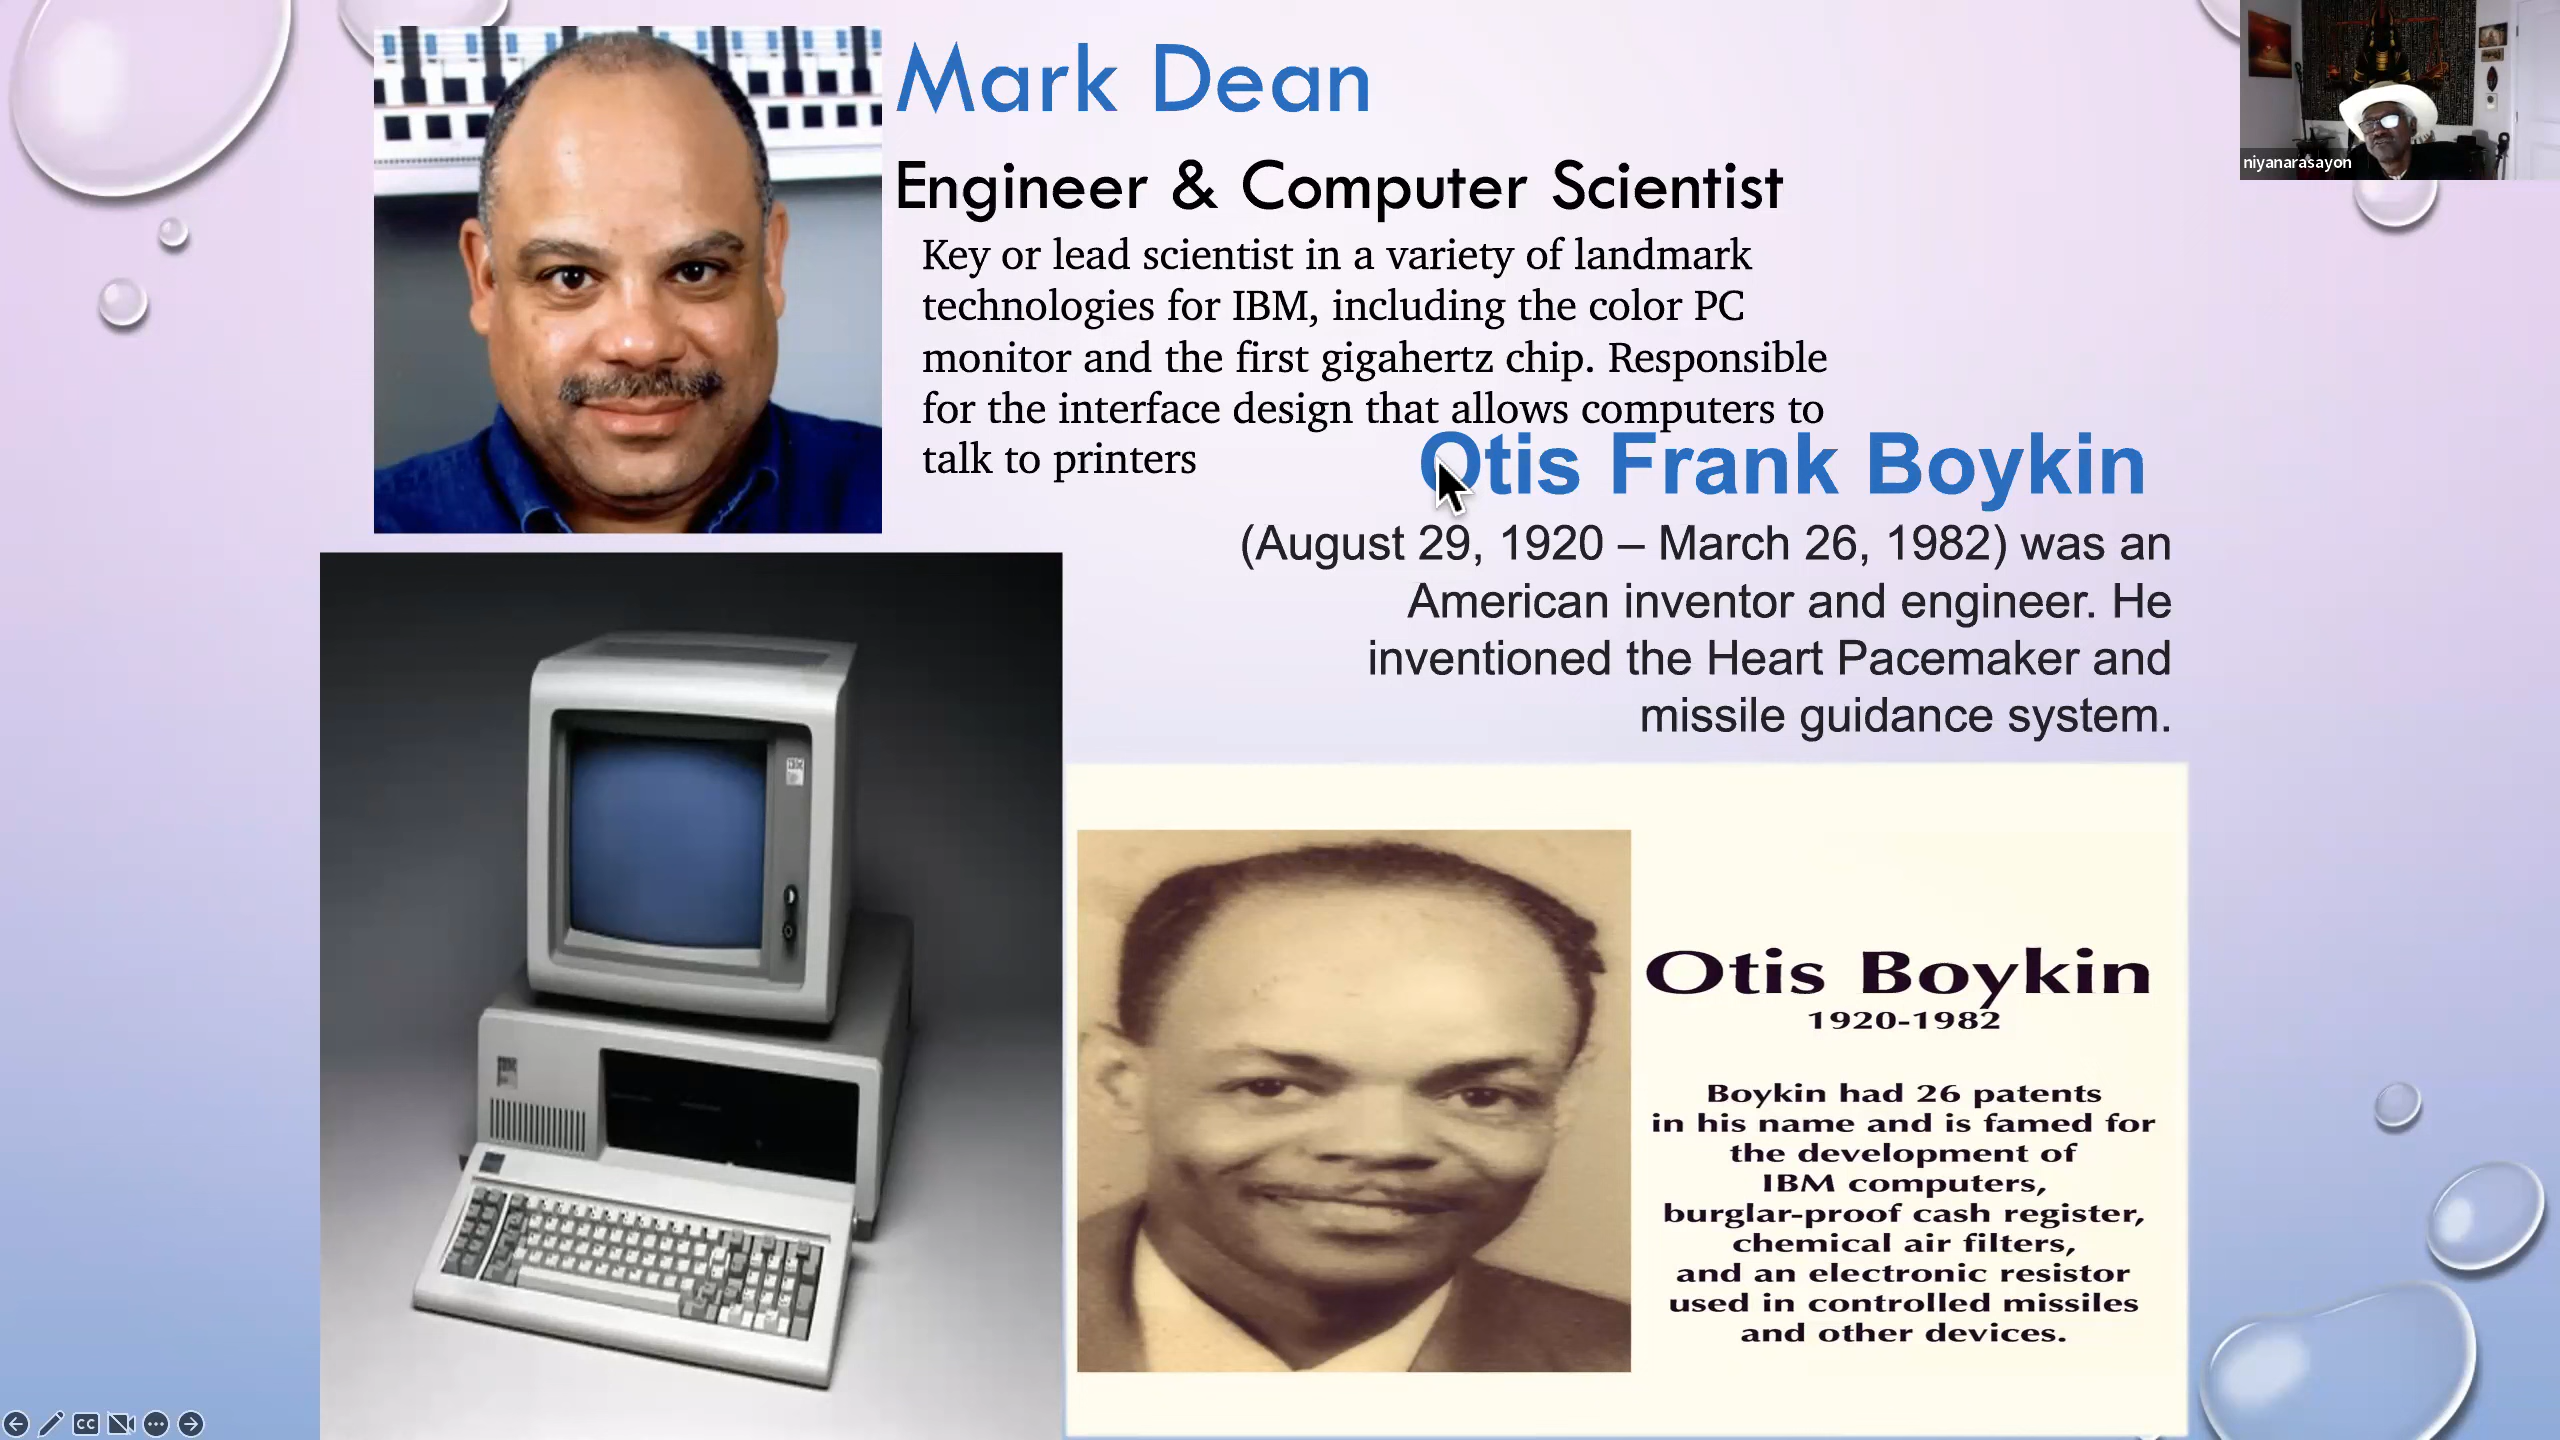 Mark Dean
Engineer & Computer Scientist
Key or lead scientist in a variety of landmark
technologies for IBM, including the color PC
monitor and the first gigahertz chip. Responsible
for the interface design that allows computers to
talk to printers
niyanarasayon
Otis Frank Boykin
(August 29, 1920 – March 26, 1982) was an
American inventor and engineer. He
inventioned the Heart Pacemaker and
missile guidance system.
Otis Boykin
1920-1982
Boykin had 26 patents
in his name and is famed for
the development of
IBM computers,
burglar-proof cash register,
chemical air filters,
and an electronic resistor
used in controlled missiles
and other devices.
IBM
CC